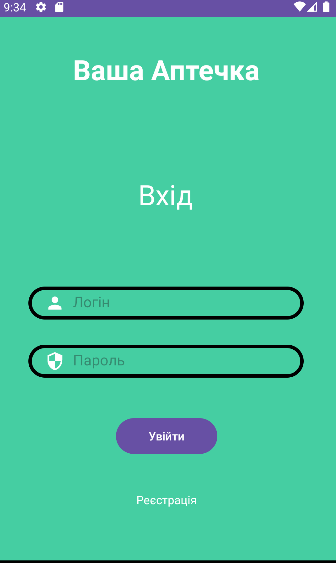 9:34
Ваша Аптечка
Вхід
Логін
Пароль
Увійти
Реєстрація